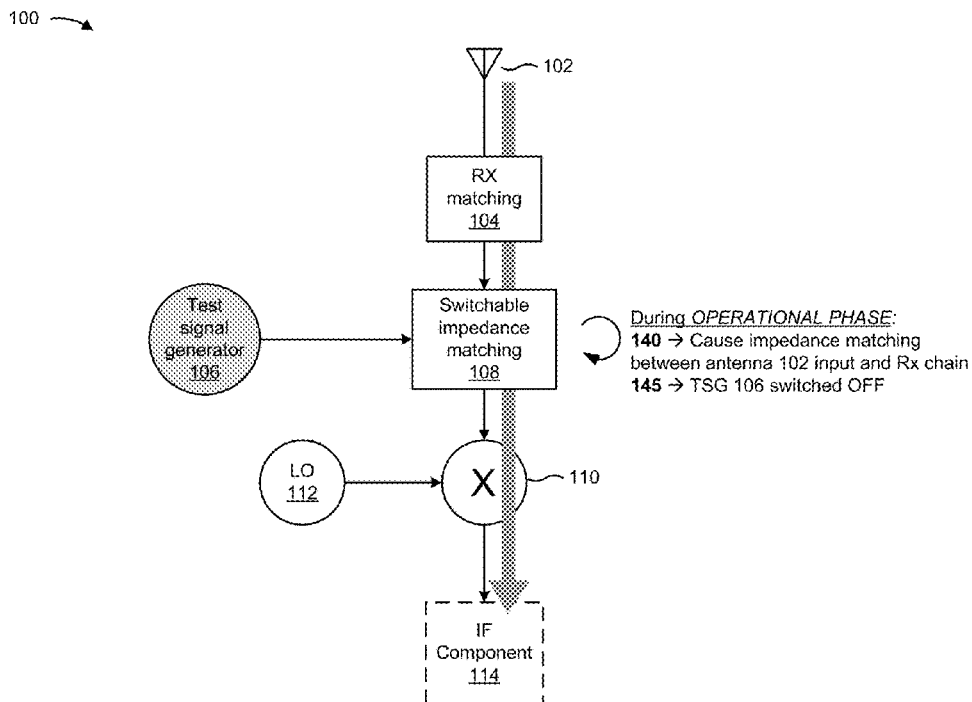 100
102
RX
matching
104
Test
signal
generator
106
Switchable
impedance
matching
108
During OPERATIONAL PHASE:
140 → Cause impedance matching
between antenna 102 input and Rx chain
145 → TSG 106 switched OFF
LO
112
X
110
IF
Component
114